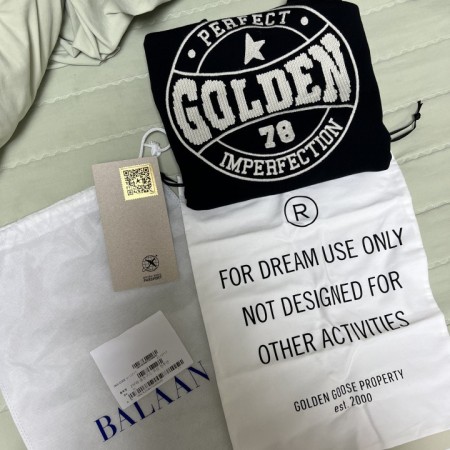 PERFECT
GOLDEN
78
IMPERFECTION
®
FOR DREAM USE ONLY
NOT DESIGNED FOR
OTHER ACTIVITIES
GOLDEN GOOSE PROPERTY
est. 2000
BALAAN